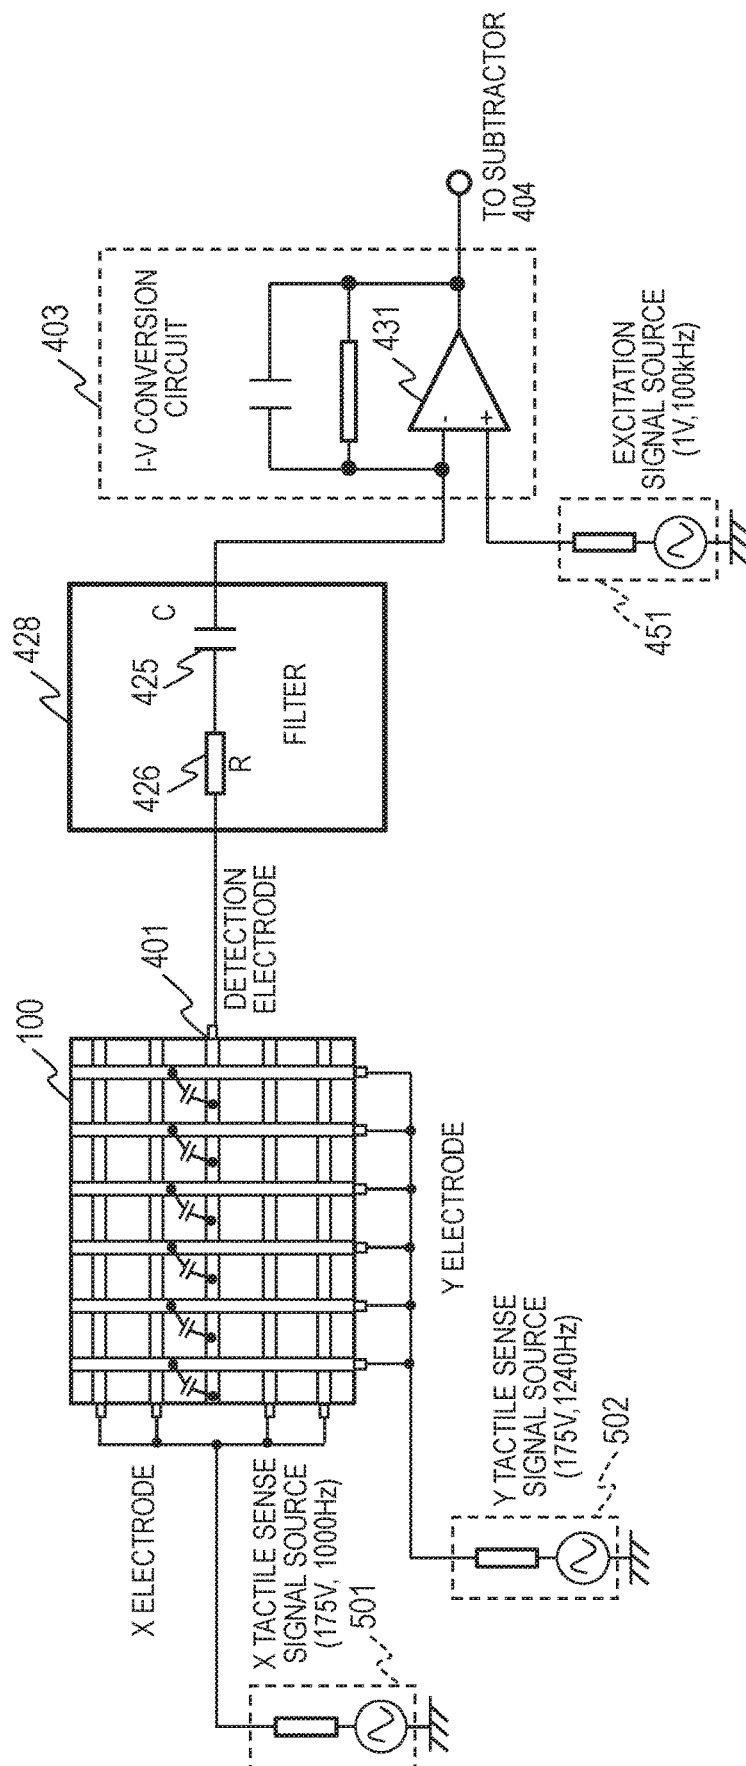 X ELECTRODE
X TACTILE SENSE
SIGNAL SOURCE
(175V, 1000Hz)
501
100
401
DETECTION
ELECTRODE
Y ELECTRODE
Y TACTILE SENSE
SIGNAL SOURCE
(175V,1240Hz)
502
428
426
R
425
C
FILTER
403
I-V CONVERSION
CIRCUIT
431
-
+
TO SUBTRACTOR
404
EXCITATION
SIGNAL SOURCE
(1V,100kHz)
451